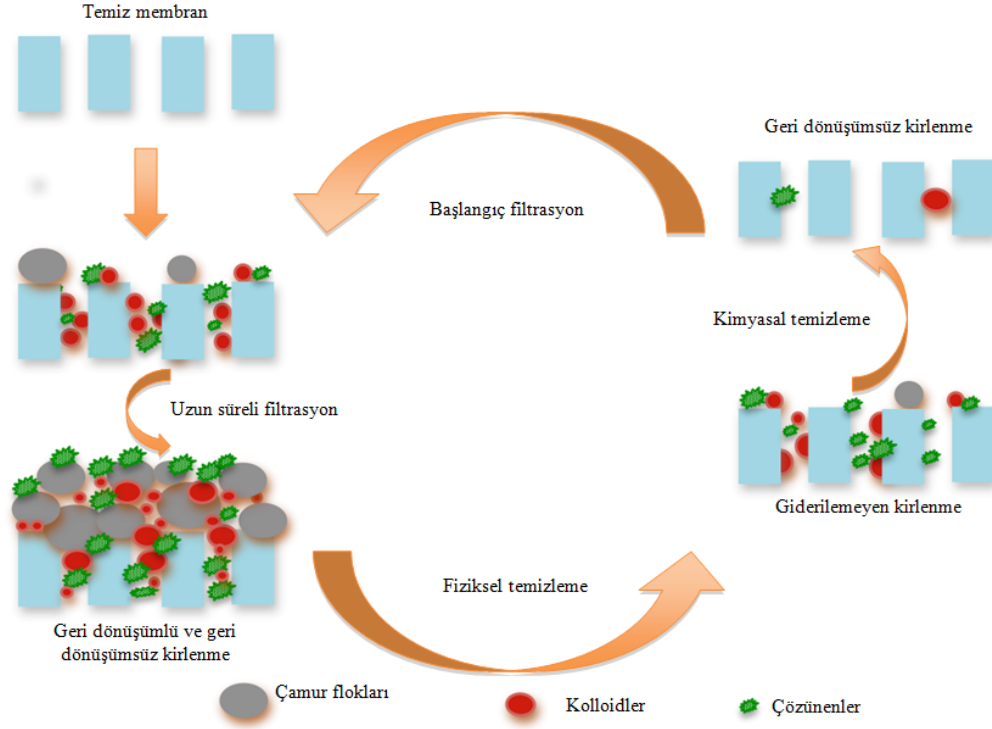 Temiz membran
Geri dönüşümsüz kirlenme
Başlangıç filtrasyon
Kimyasal temizleme
Uzun süreli filtrasyon
Giderilemeyen kirlenme
Fiziksel temizleme
Geri dönüşümlü ve geri
dönüşümsüz kirlenme
Çamur flokları
Kolloidler
Çözünenler